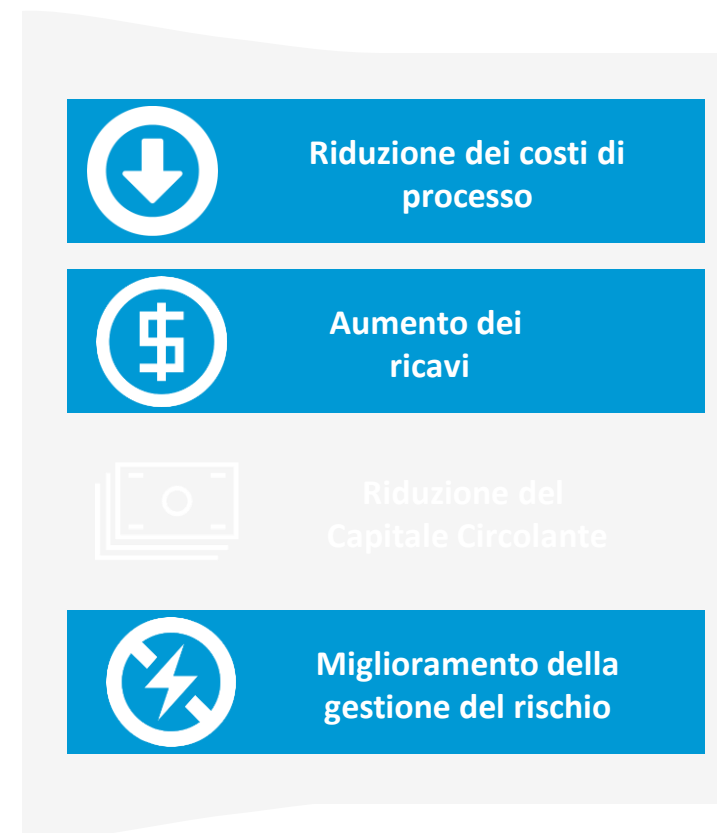 Riduzione dei costi di
processo
Aumento dei
ricavi
Riduzione del
Capitale Circolante
Miglioramento della
gestione del rischio